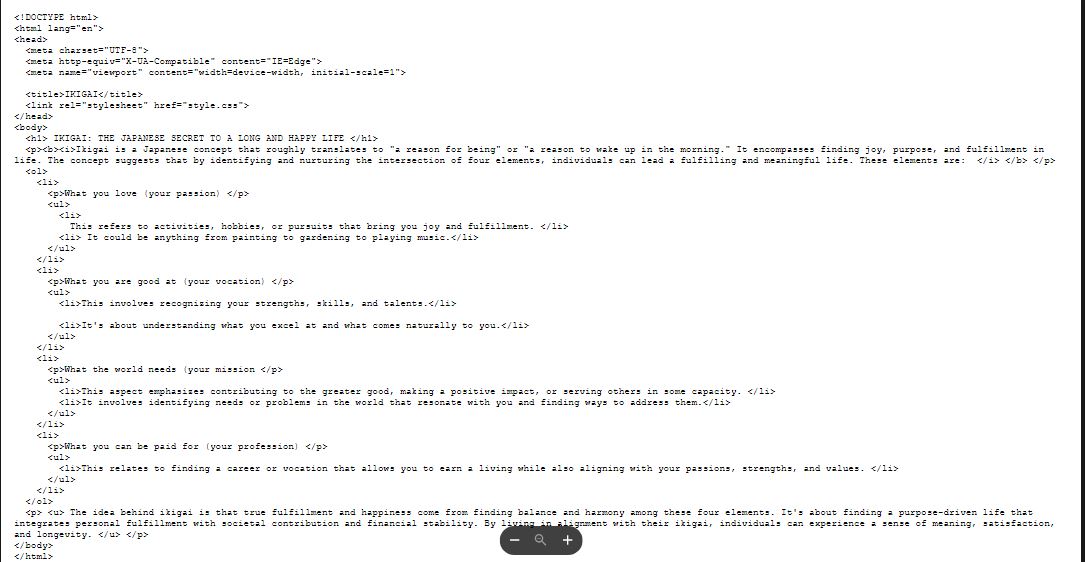 <!DOCTYPE html>
<html lang="en">
<head>
  <meta charset="UTF-8">
  <meta http-equiv="X-UA-Compatible" content="IE=Edge">
  <meta name="viewport" content="width=device-width, initial-scale=1">

  <title>IKIGAI</title>
  <link rel="stylesheet" href="style.css">
</head>
<body>
  <h1> IKIGAI: THE JAPANESE SECRET TO A LONG AND HAPPY LIFE </h1>
  <p><b><i>Ikigai is a Japanese concept that roughly translates to "a reason for being" or "a reason to wake up in the morning." It encompasses finding joy, purpose, and fulfillment in
life. The concept suggests that by identifying and nurturing the intersection of four elements, individuals can lead a fulfilling and meaningful life. These elements are:  </i> </b> </p>
  <ol>
    <li>
      <p>What you love (your passion) </p>
      <ul>
        <li>
          This refers to activities, hobbies, or pursuits that bring you joy and fulfillment. </li>
        <li> It could be anything from painting to gardening to playing music.</li>
      </ul>
    </li>
    <li>
      <p>What you are good at (your vocation) </p>
      <ul>
        <li>This involves recognizing your strengths, skills, and talents.</li>

        <li>It's about understanding what you excel at and what comes naturally to you.</li>
      </ul>
    </li>
    <li>
      <p>What the world needs (your mission </p>
      <ul>
        <li>This aspect emphasizes contributing to the greater good, making a positive impact, or serving others in some capacity. </li>
        <li>It involves identifying needs or problems in the world that resonate with you and finding ways to address them.</li>
      </ul>
    </li>
    <li>
      <p>What you can be paid for (your profession) </p>
      <ul>
        <li>This relates to finding a career or vocation that allows you to earn a living while also aligning with your passions, strengths, and values. </li>
      </ul>
    </li>
  </ol>
  <p> <u> The idea behind ikigai is that true fulfillment and happiness come from finding balance and harmony among these four elements. It's about finding a purpose-driven life that
integrates personal fulfillment with societal contribution and financial stability. By living in alignment with their ikigai, individuals can experience a sense of meaning, satisfaction,
and longevity. </u> </p>
</body>
</html>